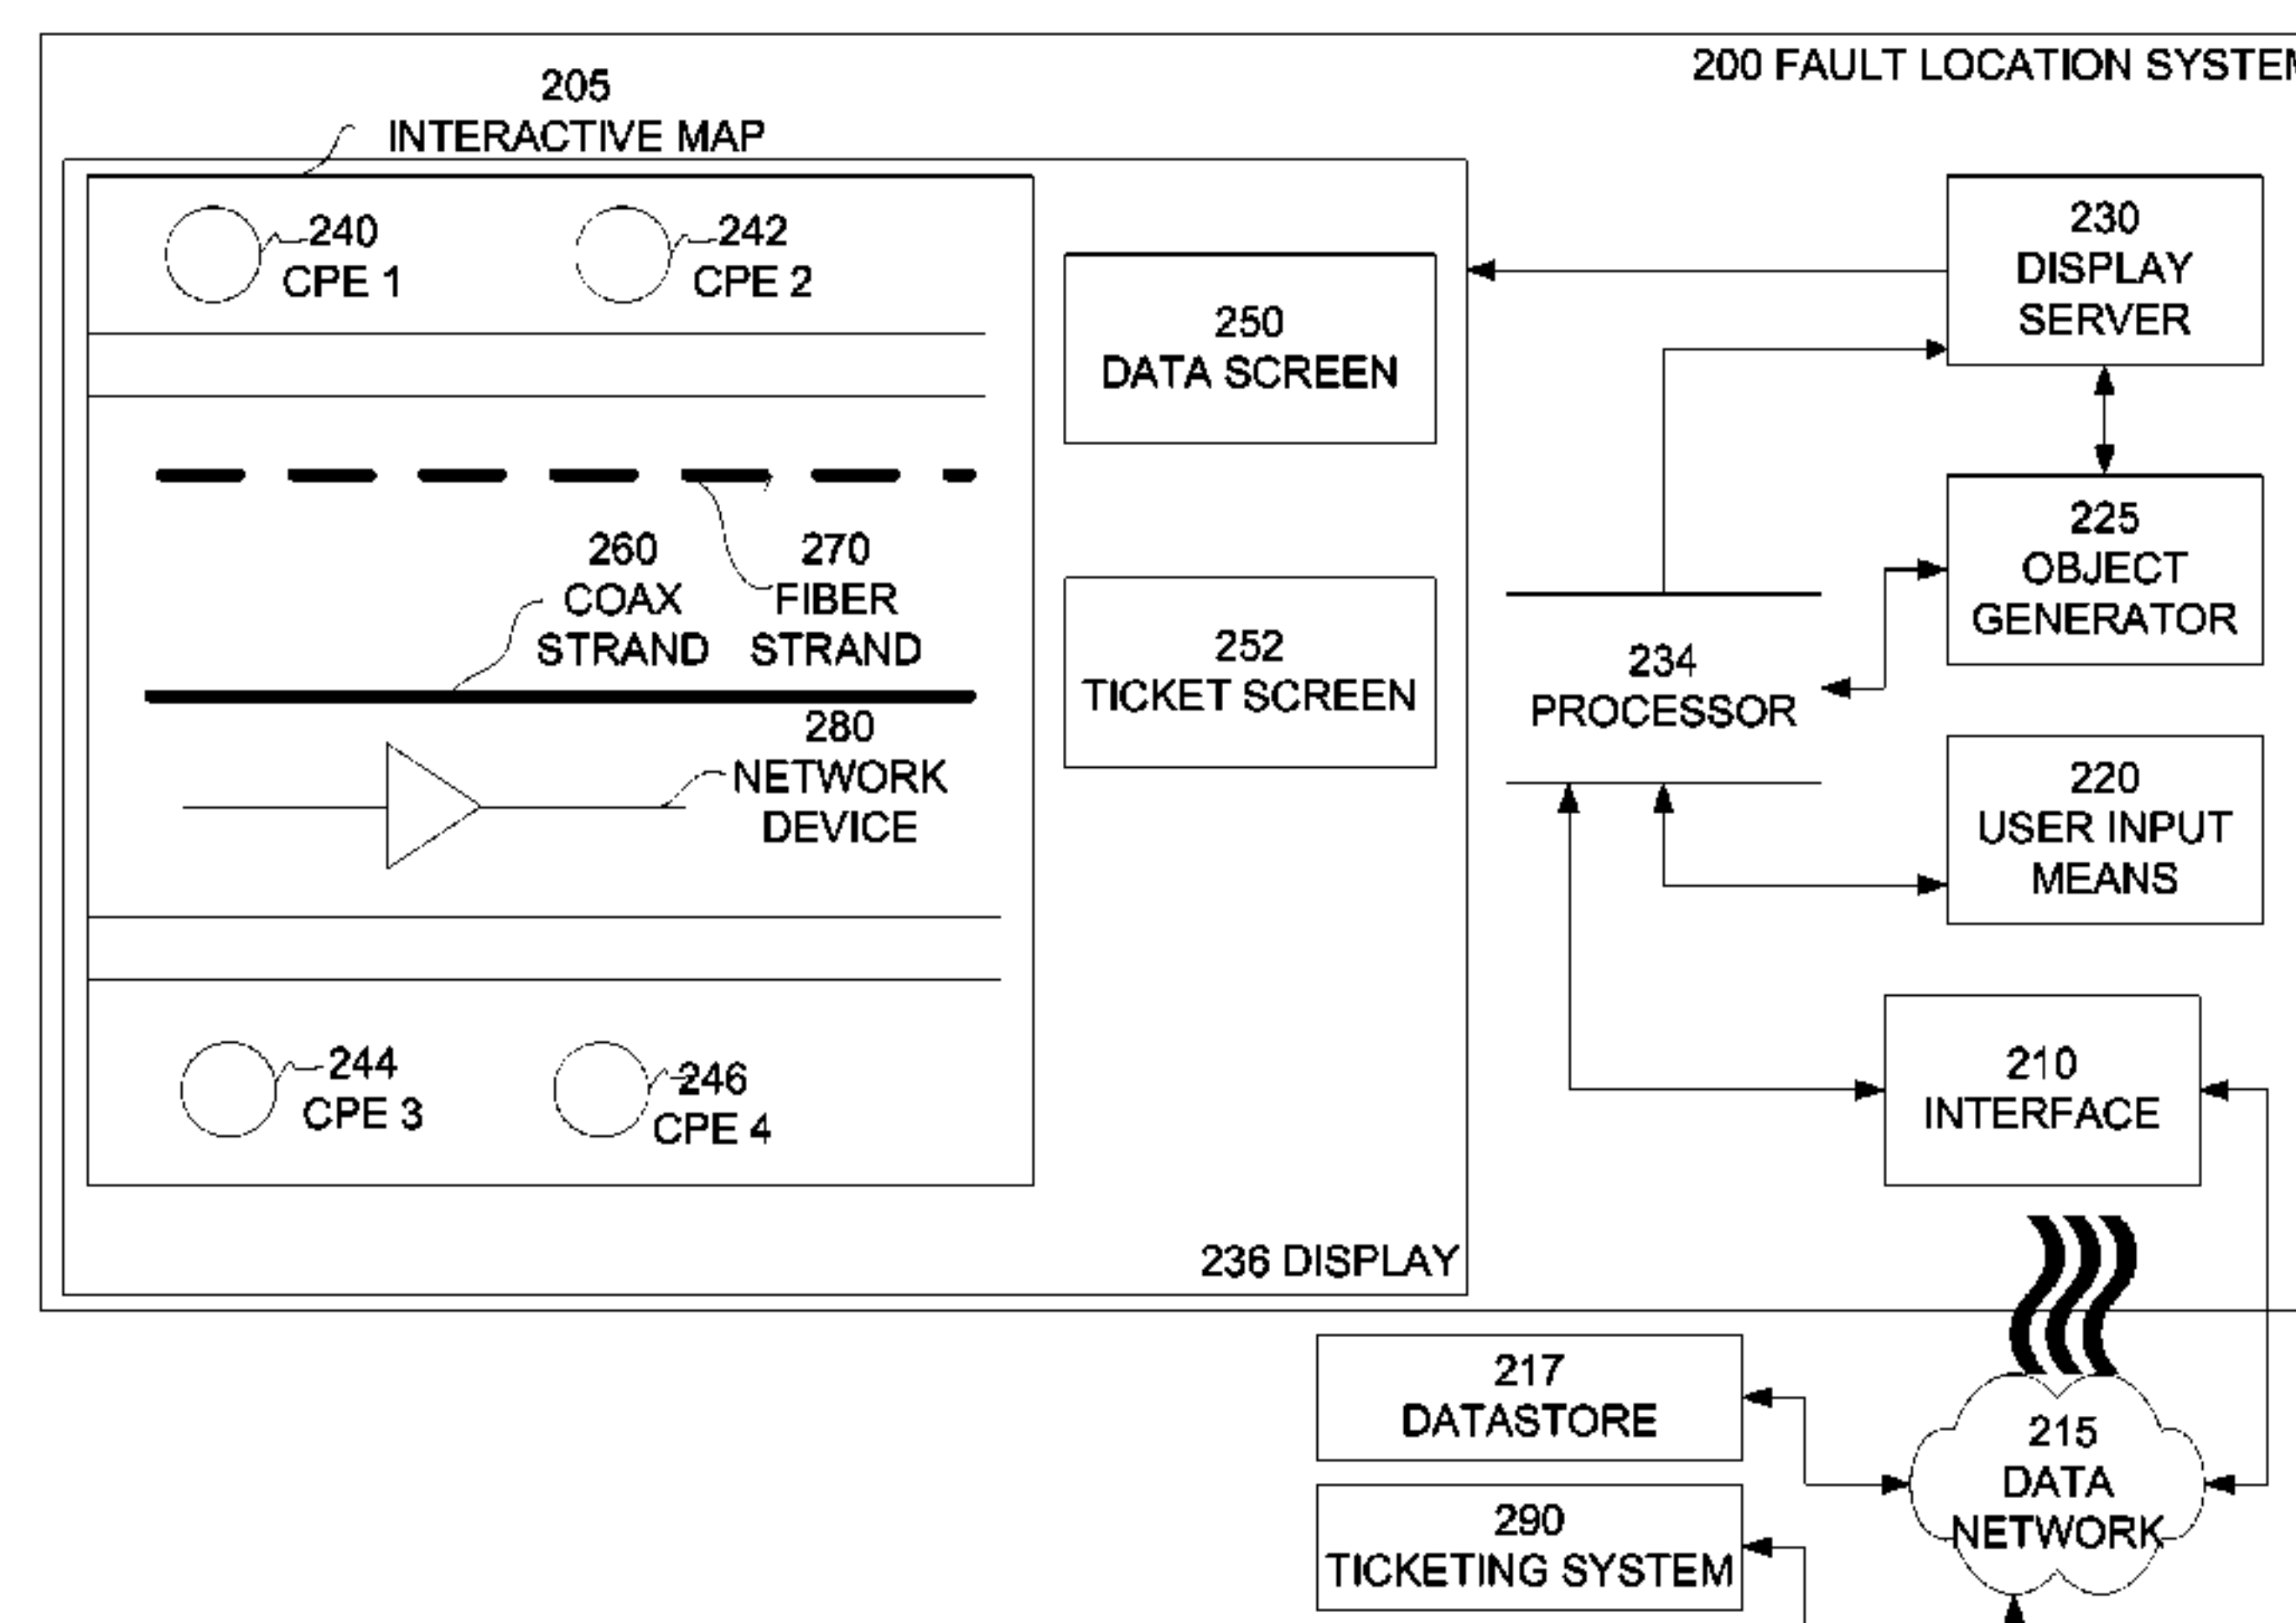 200 FAULT LOCATION SYSTEM
205
INTERACTIVE MAP
240
CPE 1
242
CPE 2
250
DATA SCREEN
230
DISPLAY
SERVER
260
COAX
STRAND
270
FIBER
STRAND
225
OBJECT
GENERATOR
252
TICKET SCREEN
234
PROCESSOR
280
NETWORK
DEVICE
220
USER INPUT
MEANS
244
CPE 3
246
CPE 4
210
INTERFACE
236 DISPLAY
217
DATASTORE
215
DATA
NETWORK
290
TICKETING SYSTEM